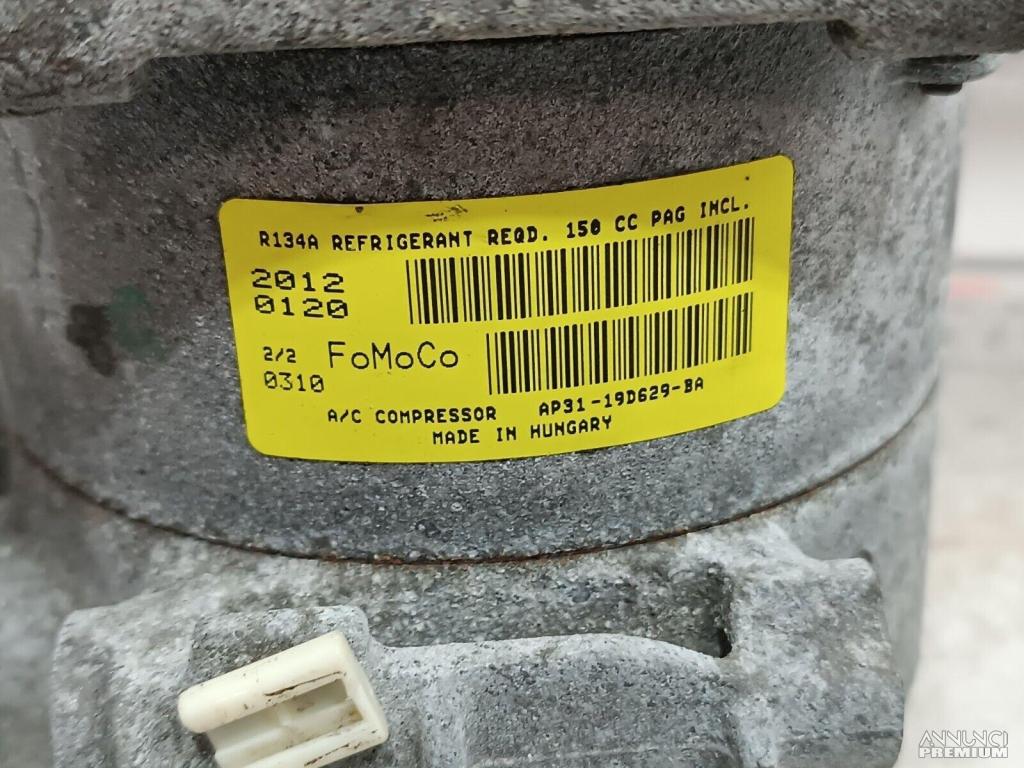 R134A REFRIGERANT REQD. 150 CC PAG INCL.
2012
0120
2/2 FoMoCo
0310
A/C COMPRESSOR AP31-19D629-BA
MADE IN HUNGARY
ANNUNCI
PREMIUM